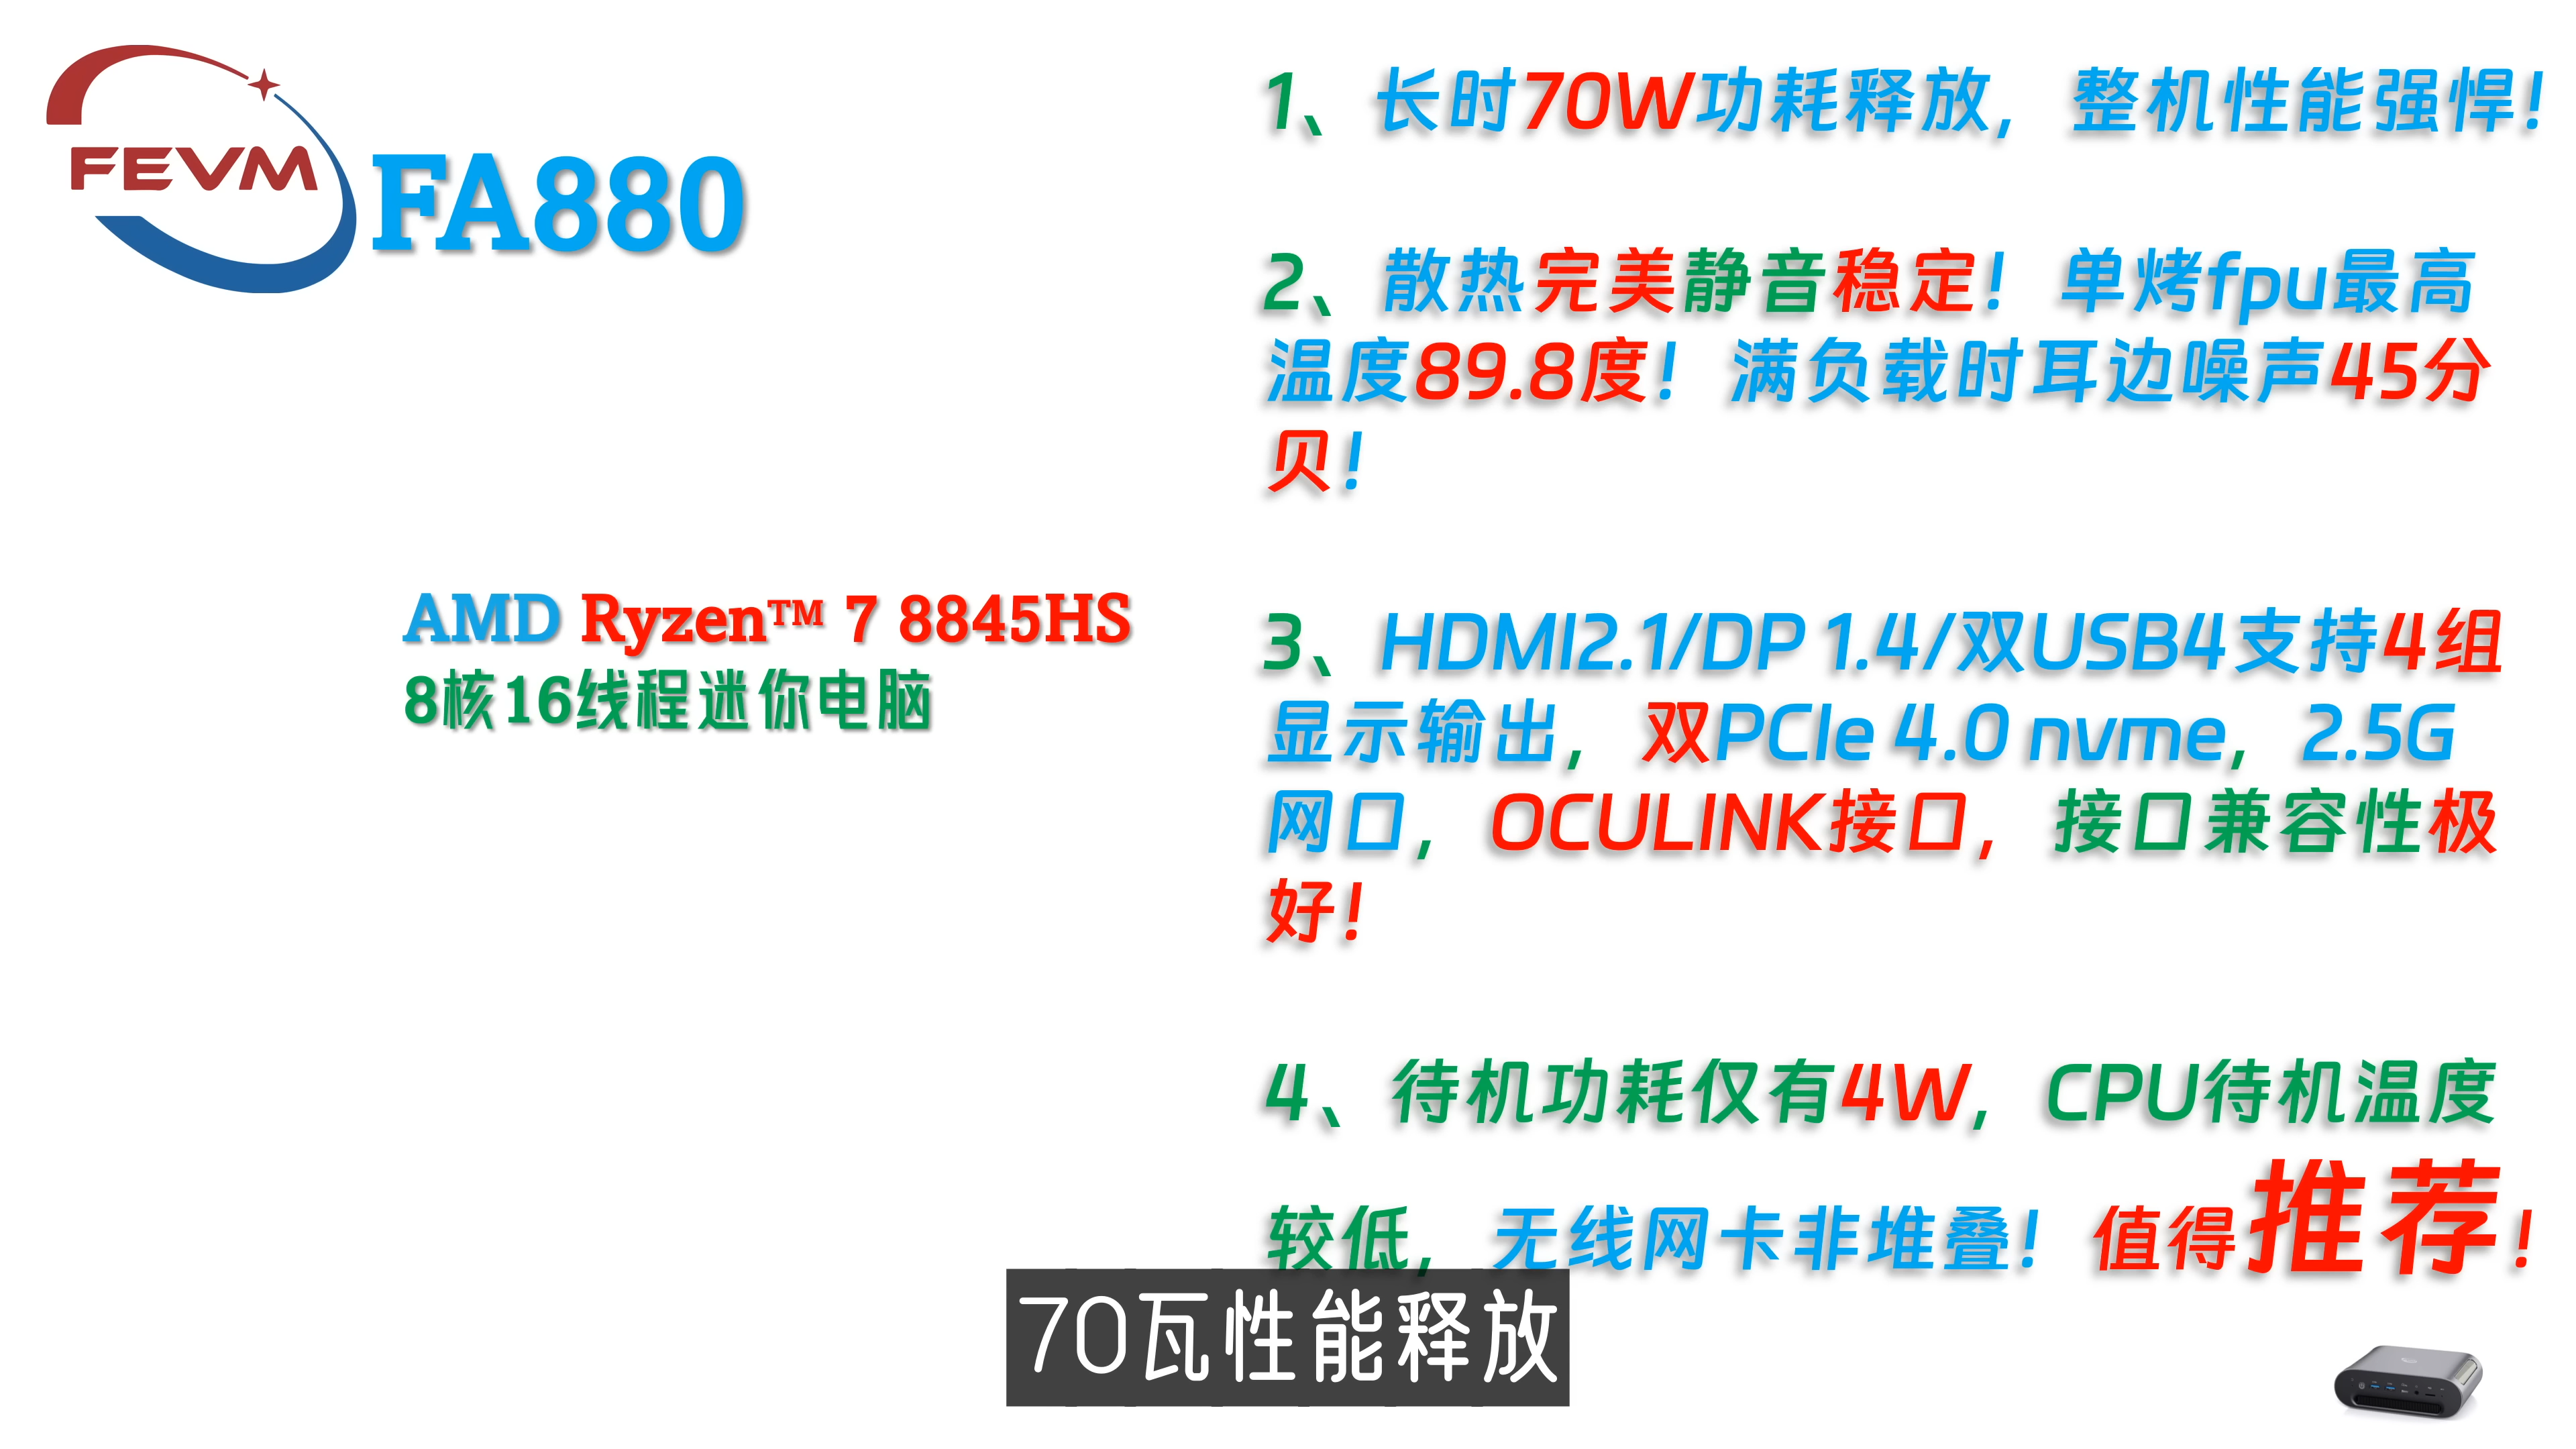 FEVM
FA880
AMD Ryzen™ 7 8845HS
8核16线程迷你电脑
1、长时70W功耗释放，整机性能强悍！
2、散热完美静音稳定！单烤fpu最高
温度89.8度！满负载时耳边噪声45分
贝！
3、HDMI2.1/DP 1.4/双USB4支持4组
显示输出，双PCIe 4.0 nvme，2.5G
网口，OCULINK接口，接口兼容性极
好！
4、待机功耗仅有4W，CPU待机温度
较低，无线网卡非堆叠！值得推荐！
70瓦性能释放